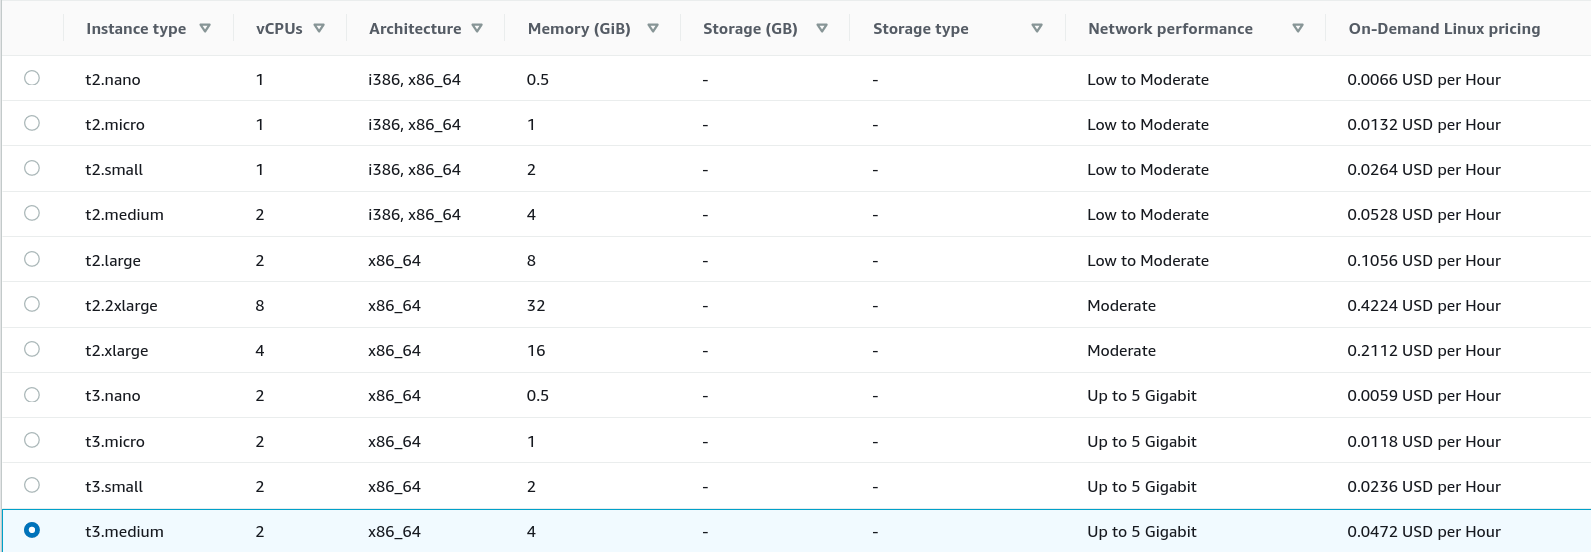 Instance type vCPUs Architecture Memory (GiB) Storage (GB) Storage type Network performance On-Demand Linux pricing
t2.nano 1 i386, x86_64 0.5 - - Low to Moderate 0.0066 USD per Hour
t2.micro 1 i386, x86_64 1 - - Low to Moderate 0.0132 USD per Hour
t2.small 1 i386, x86_64 2 - - Low to Moderate 0.0264 USD per Hour
t2.medium 2 i386, x86_64 4 - - Low to Moderate 0.0528 USD per Hour
t2.large 2 x86_64 8 - - Low to Moderate 0.1056 USD per Hour
t2.2xlarge 8 x86_64 32 - - Moderate 0.4224 USD per Hour
t2.xlarge 4 x86_64 16 - - Moderate 0.2112 USD per Hour
t3.nano 2 x86_64 0.5 - - Up to 5 Gigabit 0.0059 USD per Hour
t3.micro 2 x86_64 1 - - Up to 5 Gigabit 0.0118 USD per Hour
t3.small 2 x86_64 2 - - Up to 5 Gigabit 0.0236 USD per Hour
t3.medium 2 x86_64 4 - - Up to 5 Gigabit 0.0472 USD per Hour